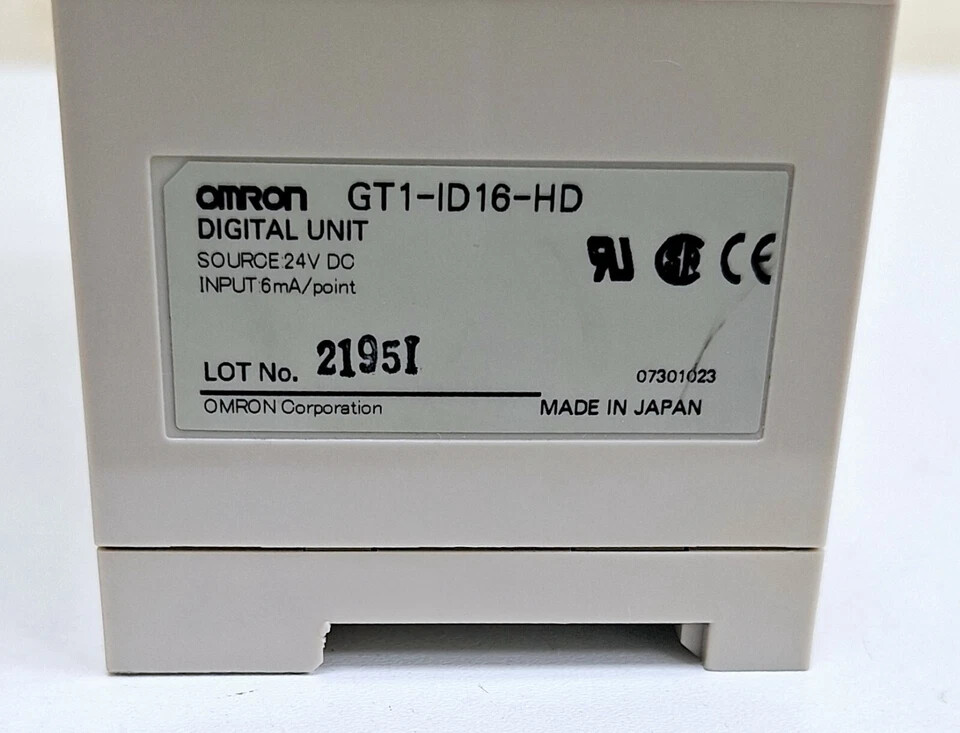 OMRON GT1-ID16-HD
DIGITAL UNIT
SOURCE:24V DC
INPUT:6mA/point
LOT No. 2195I
07301023
OMRON Corporation
MADE IN JAPAN